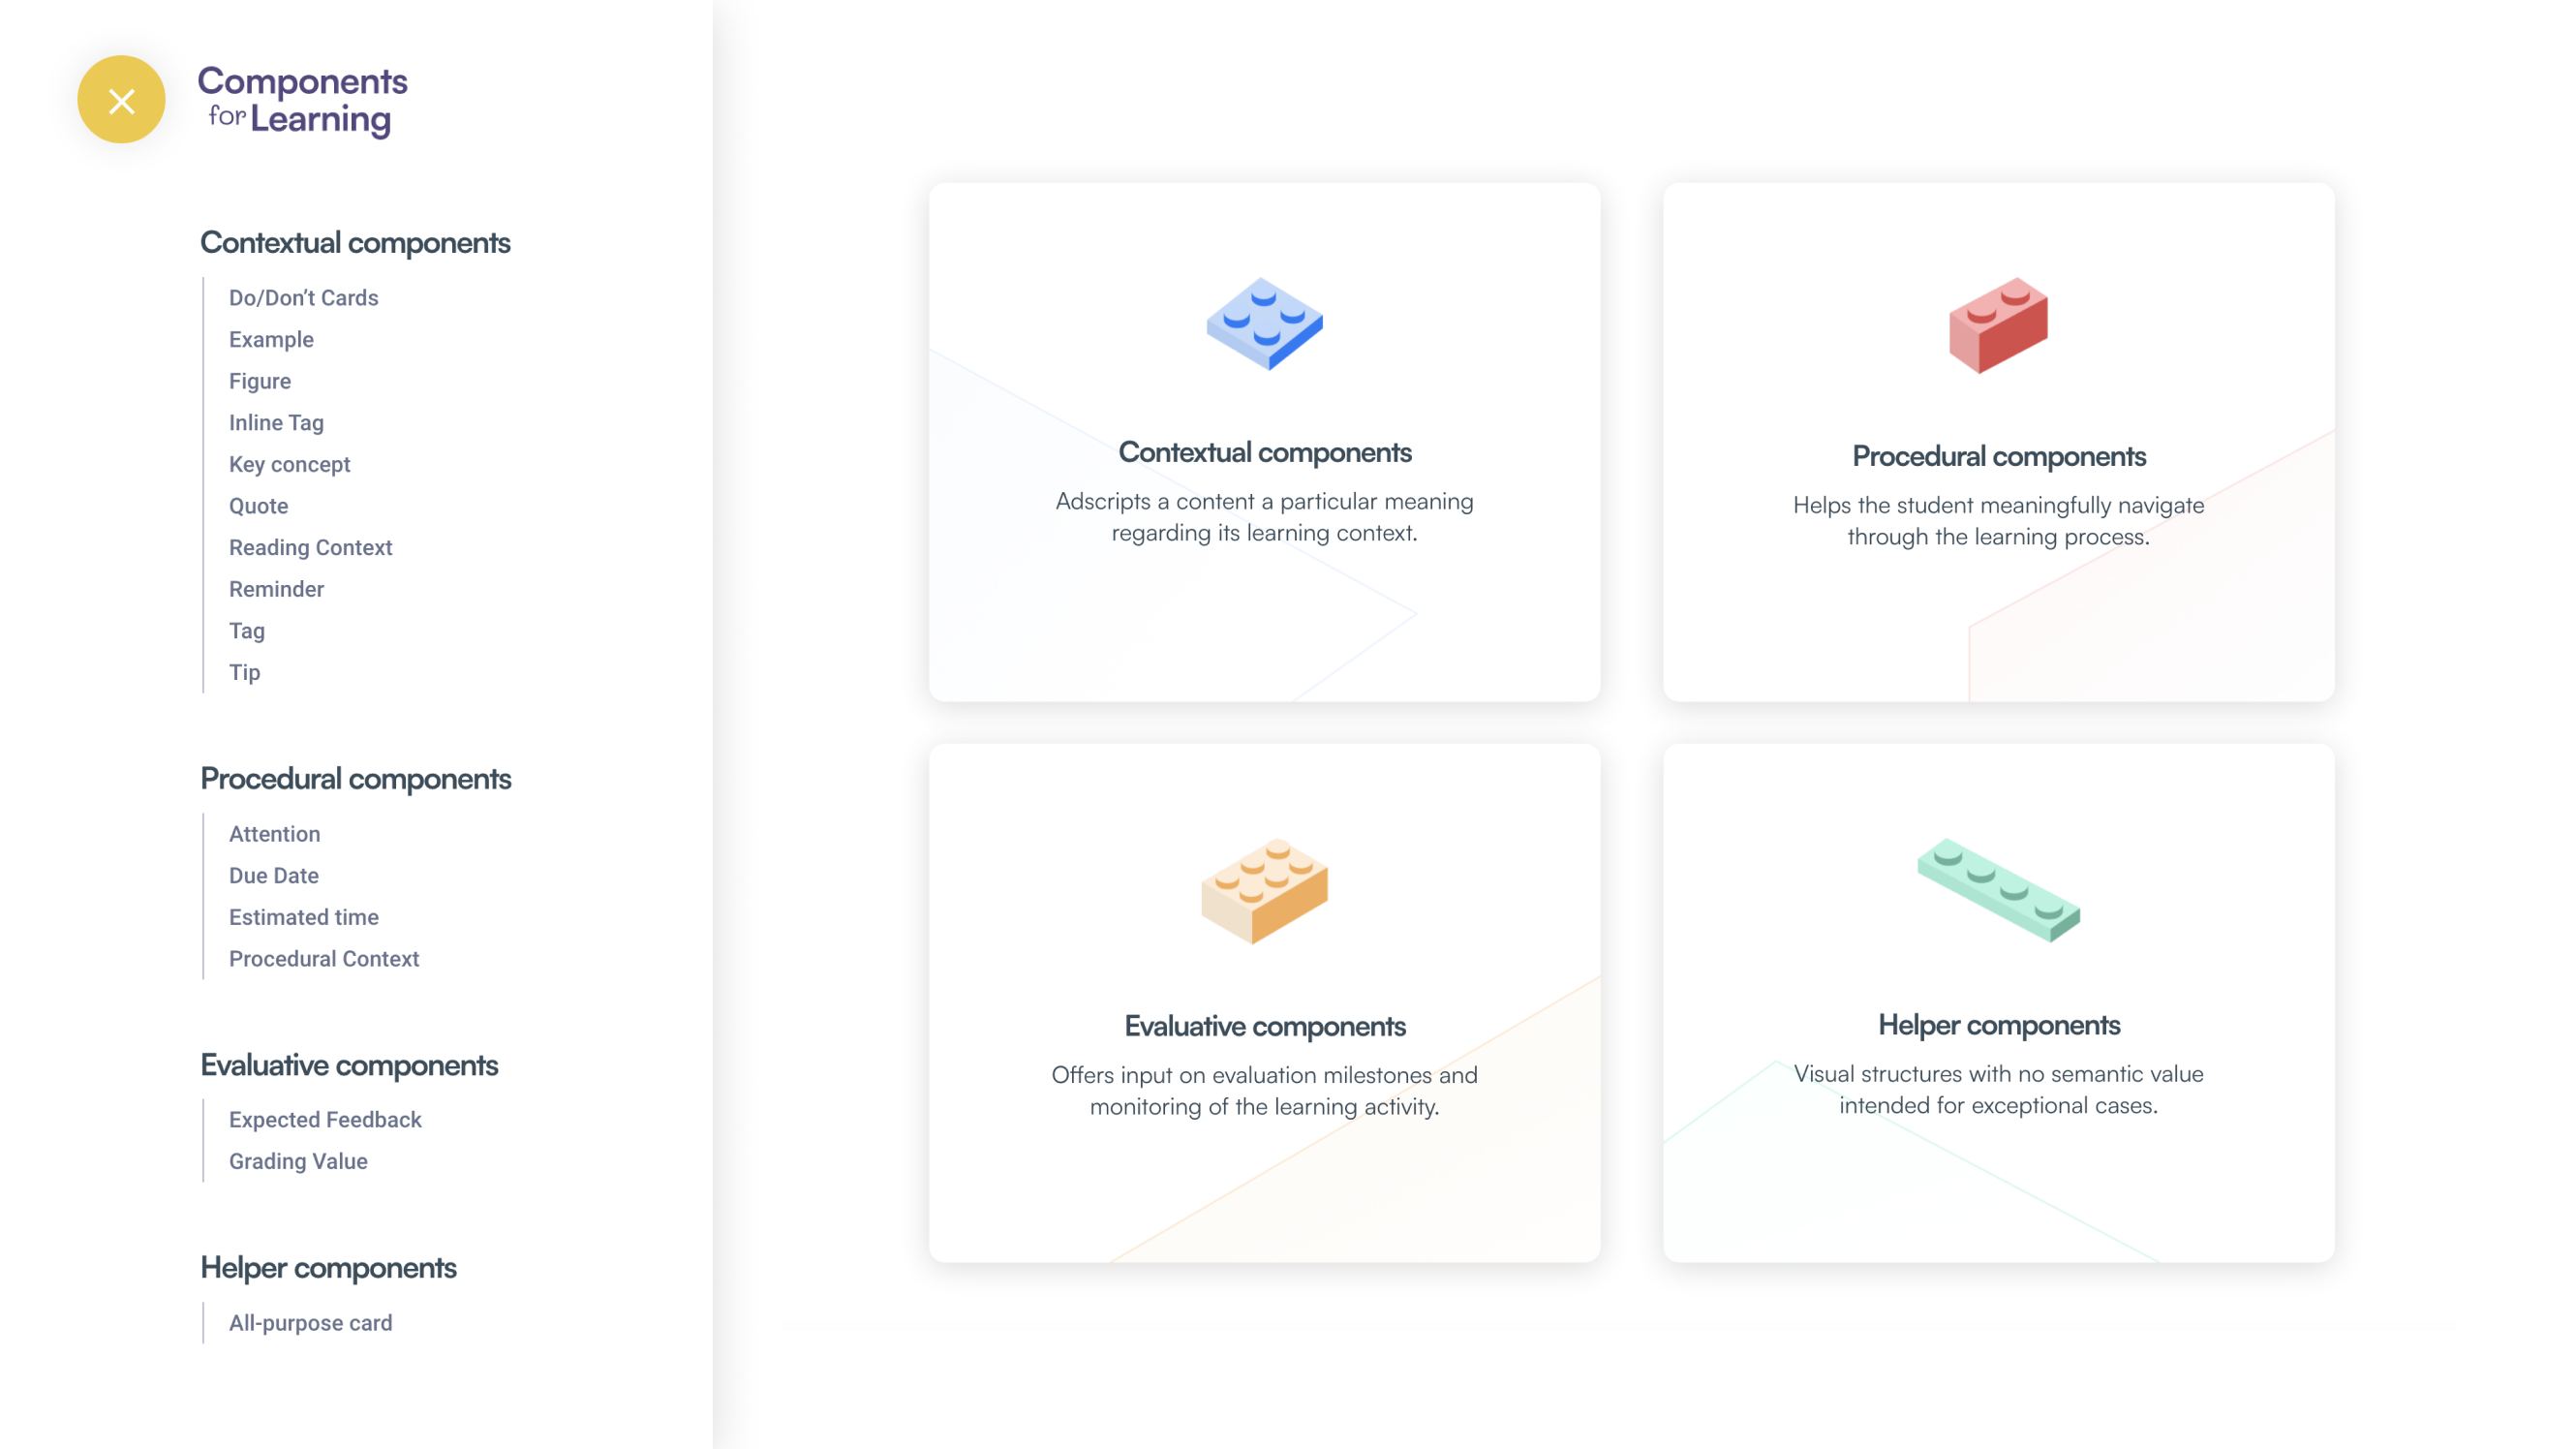 Components
for Learning
Contextual components
Do/Don’t Cards
Example
Figure
Inline Tag
Key concept
Quote
Reading Context
Reminder
Tag
Tip
Procedural components
Attention
Due Date
Estimated time
Procedural Context
Evaluative components
Expected Feedback
Grading Value
Helper components
All-purpose card
Contextual components
Adscripts a content a particular meaning
regarding its learning context.
Procedural components
Helps the student meaningfully navigate
through the learning process.
Evaluative components
Offers input on evaluation milestones and
monitoring of the learning activity.
Helper components
Visual structures with no semantic value
intended for exceptional cases.